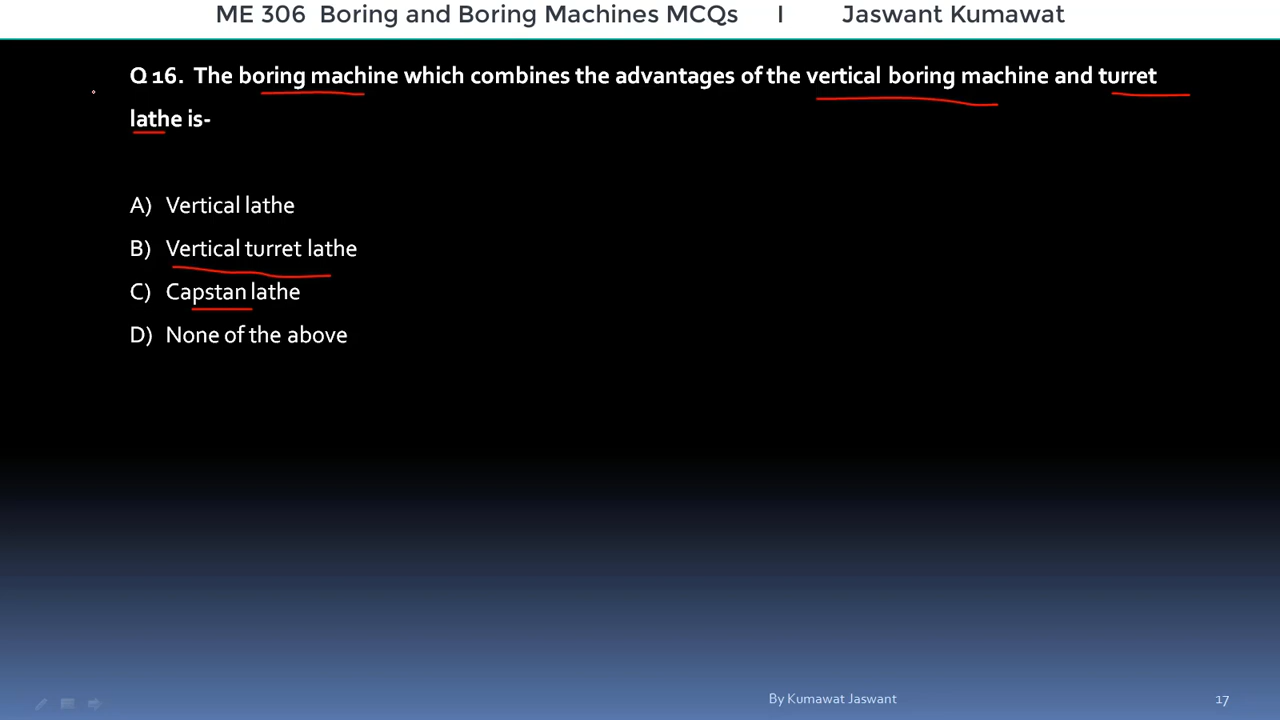 ME 306 Boring and Boring Machines MCQs I Jaswant Kumawat
Q 16. The boring machine which combines the advantages of the vertical boring machine and turret
lathe is-
A) Vertical lathe
B) Vertical turret lathe
C) Capstan lathe
D) None of the above
By Kumawat Jaswant 17